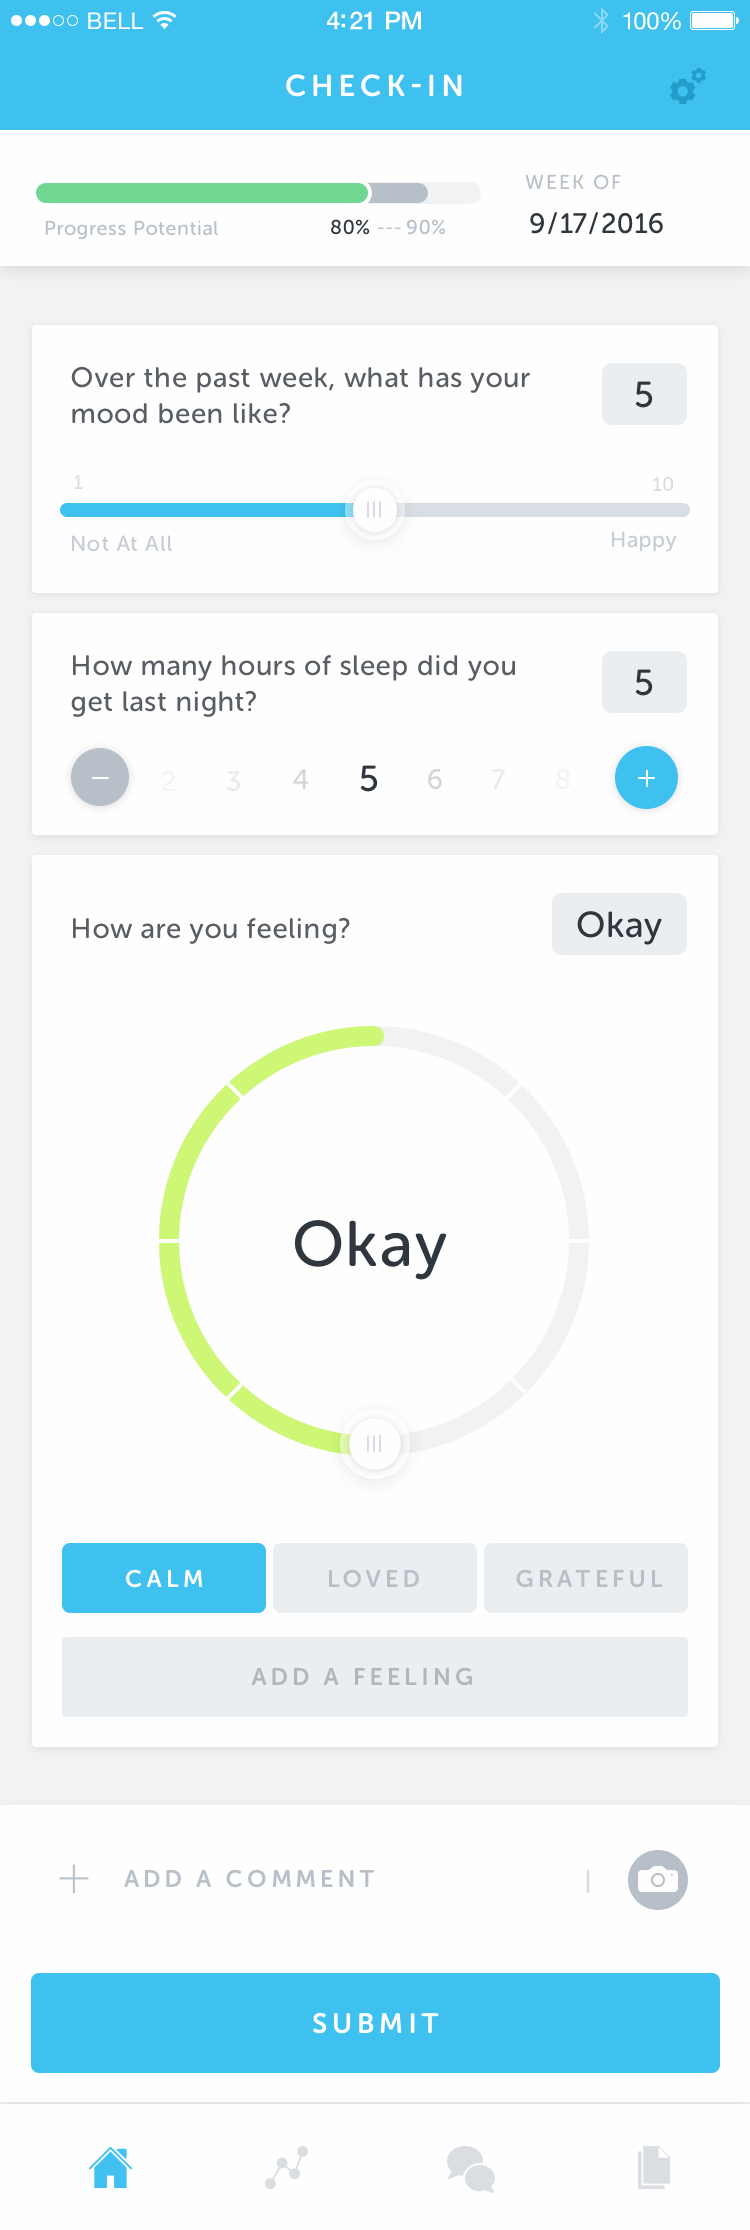 BELL 4:21 PM 100%
CHECK-IN
WEEK OF
Progress Potential 80% --- 90% 9/17/2016
Over the past week, what has your
mood been like?
5
1 10
Not At All Happy
How many hours of sleep did you
get last night?
5
2 3 4 5 6 7 8
How are you feeling? Okay
Okay
CALM LOVED GRATEFUL
ADD A FEELING
ADD A COMMENT
SUBMIT